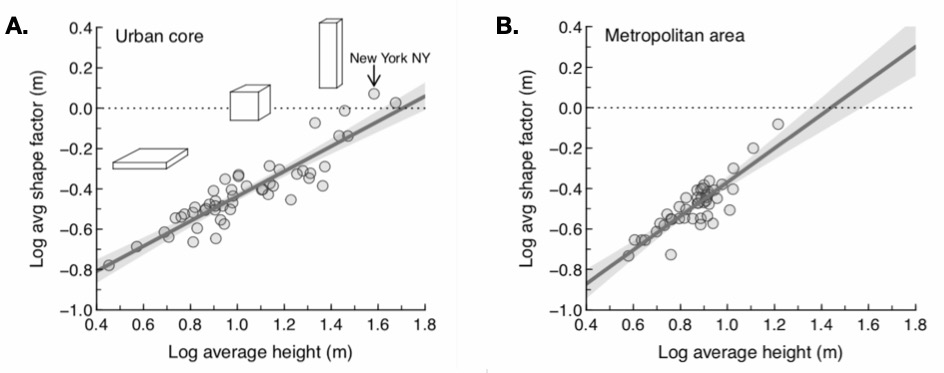 A.
Urban core
New York NY
0.4
0.2
0.0
−0.2
−0.4
−0.6
−0.8
−1.0
Log avg shape factor (m)
0.4 0.6 0.8 1.0 1.2 1.4 1.6 1.8
Log average height (m)
B.
Metropolitan area
0.4
0.2
0.0
−0.2
−0.4
−0.6
−0.8
−1.0
Log avg shape factor (m)
0.4 0.6 0.8 1.0 1.2 1.4 1.6 1.8
Log average height (m)